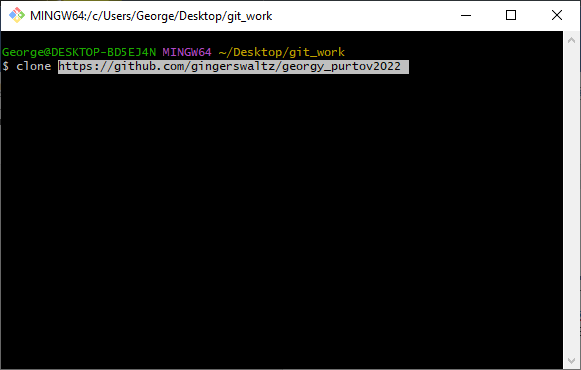 MINGW64:/c/Users/George/Desktop/git_work
George@DESKTOP-BD5EJ4N MINGW64 ~/Desktop/git_work
$ clone https://github.com/gingerswaltz/georgy_purtov2022